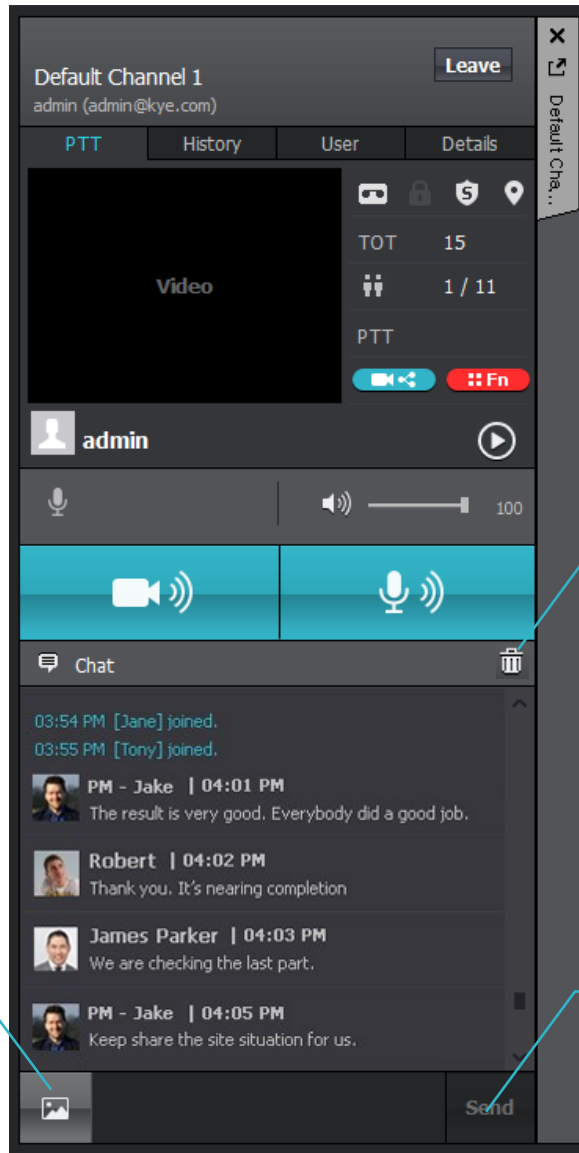 Default Channel 1
Leave
admin (admin@kye.com)
PTT History User Details
Default Cha...
Video
S
TOT 15
1 / 11
PTT
Fn
admin
100
Chat
03:54 PM [Jane] joined.
03:55 PM [Tony] joined.
PM - Jake | 04:01 PM
The result is very good. Everybody did a good job.
Robert | 04:02 PM
Thank you. It's nearing completion
James Parker | 04:03 PM
We are checking the last part.
PM - Jake | 04:05 PM
Keep share the site situation for us.
Send